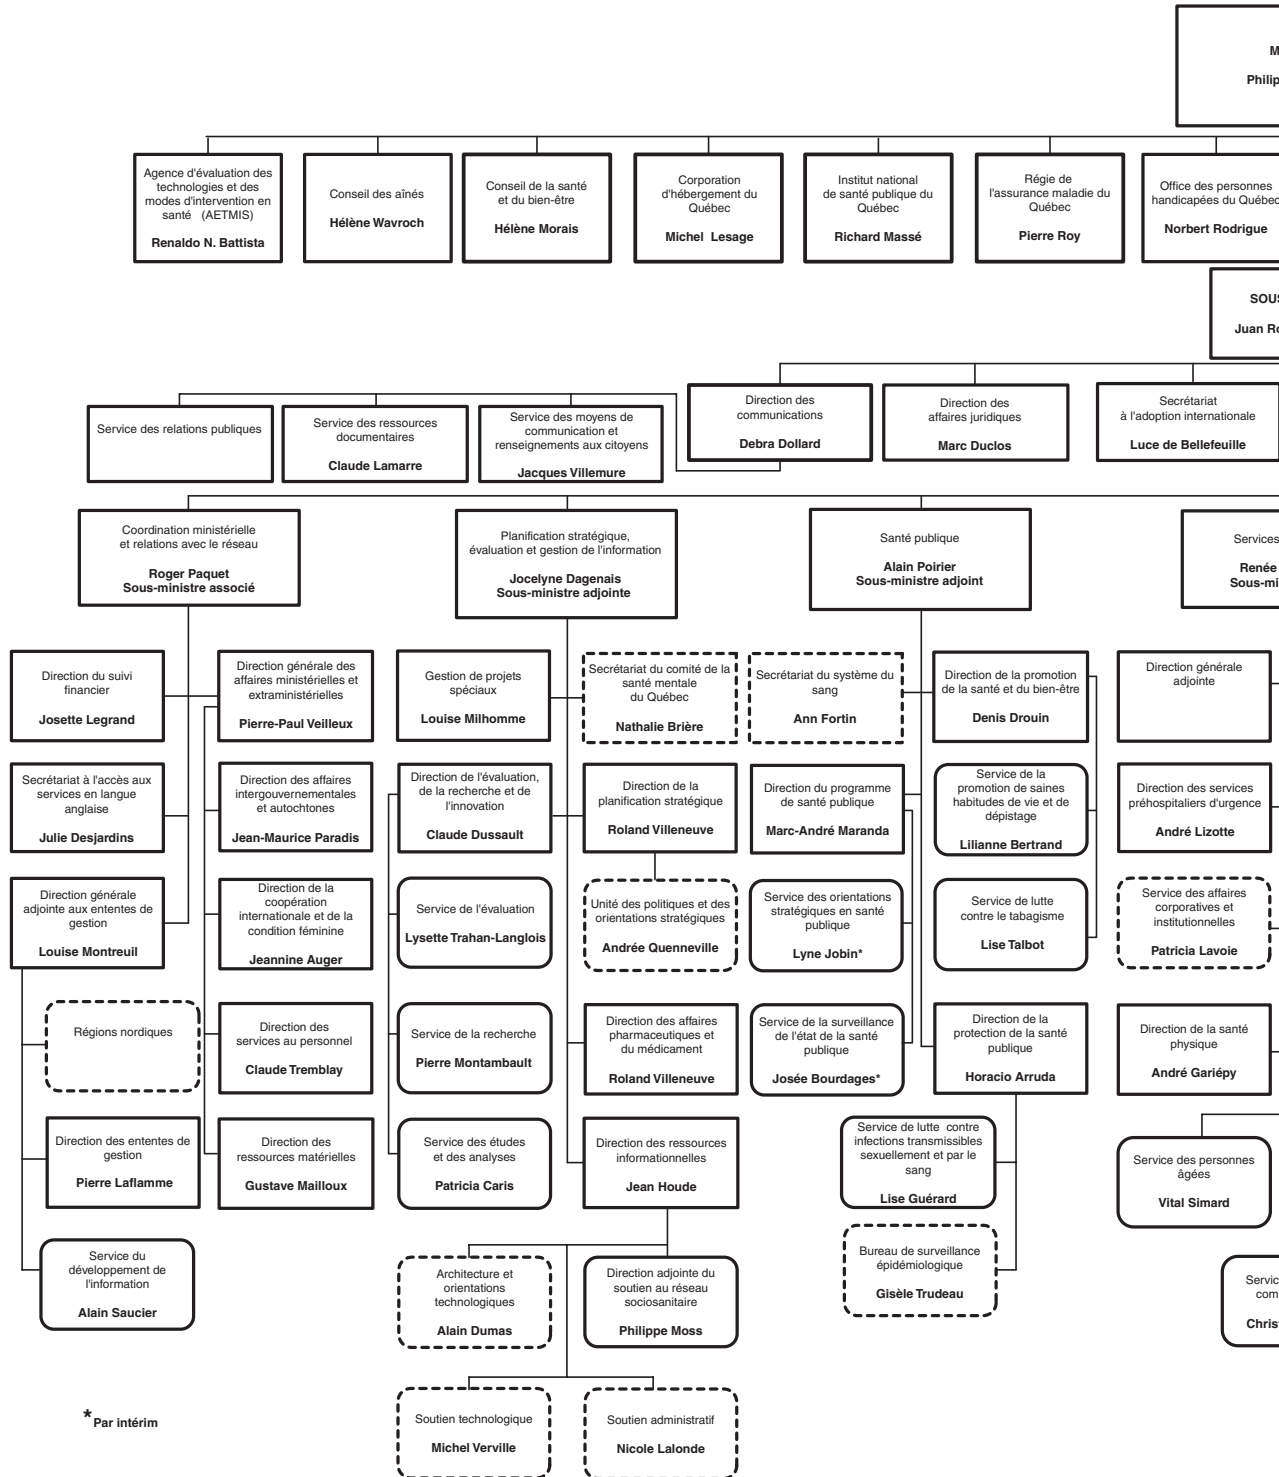 M
Philip
Agence d'évaluation des
technologies et des
modes d'intervention en
santé (AETMIS)
Renaldo N. Battista
Conseil des aînés
Hélène Wavroch
Conseil de la santé
et du bien-être
Hélène Morais
Corporation
d'hébergement du
Québec
Michel Lesage
Institut national
de santé publique du
Québec
Richard Massé
Régie de
l'assurance maladie du
Québec
Pierre Roy
Office des personnes
handicapées du Québec
Norbert Rodrigue
SOUS
Juan Ro
Service des relations publiques
Service des ressources
documentaires
Claude Lamarre
Service des moyens de
communication et
renseignements aux citoyens
Jacques Villemure
Direction des
communications
Debra Dollard
Direction des
affaires juridiques
Marc Duclos
Secrétariat
à l'adoption internationale
Luce de Bellefeuille
Coordination ministérielle
et relations avec le réseau
Roger Paquet
Sous-ministre associé
Planification stratégique,
évaluation et gestion de l'information
Jocelyne Dagenais
Sous-ministre adjointe
Santé publique
Alain Poirier
Sous-ministre adjoint
Services
Renée
Sous-mi
Direction du suivi
financier
Josette Legrand
Direction générale des
affaires ministérielles et
extraministérielles
Pierre-Paul Veilleux
Gestion de projets
spéciaux
Louise Milhomme
Secrétariat du comité de la
santé mentale
du Québec
Nathalie Brière
Secrétariat du système du
sang
Ann Fortin
Direction de la promotion
de la santé et du bien-être
Denis Drouin
Direction générale
adjointe
Secrétariat à l'accès aux
services en langue
anglaise
Julie Desjardins
Direction des affaires
intergouvernementales
et autochtones
Jean-Maurice Paradis
Direction de l'évaluation,
de la recherche et de
l'innovation
Claude Dussault
Direction de la
planification stratégique
Roland Villeneuve
Direction du programme
de santé publique
Marc-André Maranda
Service de la
promotion de saines
habitudes de vie et de
dépistage
Lilianne Bertrand
Direction des services
préhospitaliers d'urgence
André Lizotte
Direction générale
adjointe aux ententes de
gestion
Louise Montreuil
Direction de la
coopération
internationale et de la
condition féminine
Jeannine Auger
Service de l'évaluation
Lysette Trahan-Langlois
Unité des politiques et des
orientations stratégiques
Andrée Quenneville
Service des orientations
stratégiques en santé
publique
Lyne Jobin*
Service de lutte
contre le tabagisme
Lise Talbot
Service des affaires
corporatives et
institutionnelles
Patricia Lavoie
Régions nordiques
Direction des
services au personnel
Claude Tremblay
Service de la recherche
Pierre Montambault
Direction des affaires
pharmaceutiques et
du médicament
Roland Villeneuve
Service de la surveillance
de l'état de la santé
publique
Josée Bourdages*
Direction de la
protection de la santé
publique
Horacio Arruda
Direction de la santé
physique
André Gariépy
Direction des ententes de
gestion
Pierre Laflamme
Direction des
ressources matérielles
Gustave Mailloux
Service des études
et des analyses
Patricia Caris
Direction des ressources
informationnelles
Jean Houde
Service de lutte contre
infections transmissibles
sexuellement et par le
sang
Lise Guérard
Service des personnes
âgées
Vital Simard
Service du
développement de
l'information
Alain Saucier
Architecture et
orientations
technologiques
Alain Dumas
Direction adjointe du
soutien au réseau
sociosanitaire
Philippe Moss
Bureau de surveillance
épidémiologique
Gisèle Trudeau
Servic
com
Chris
* Par intérim
Soutien technologique
Michel Verville
Soutien administratif
Nicole Lalonde